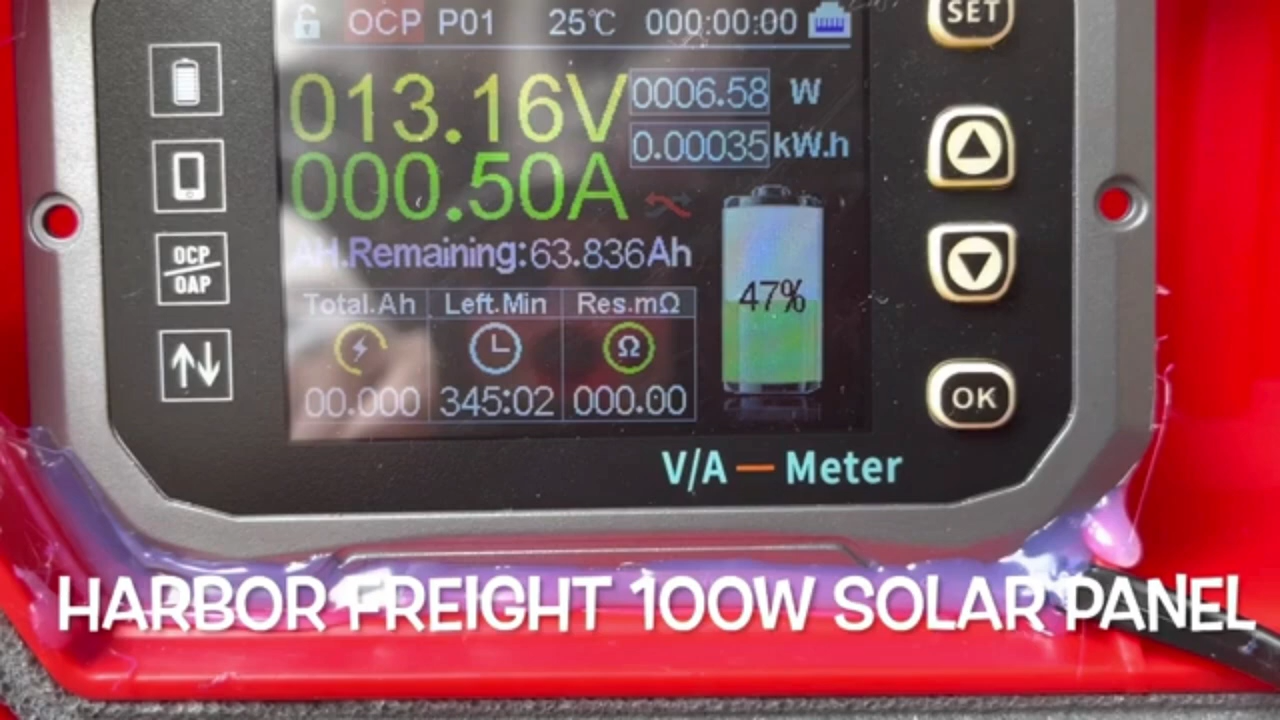 OCP P01 25℃ 000:00:00
SET
013.16V 0006.58 W
0.00035 kW.h
000.50A
AH.Remaining:63.836Ah
OCP
OAP
47%
Total.Ah Left.Min Res.mΩ
Ω
00.000 345:02 000.00
OK
V/A — Meter
HARBOR FREIGHT 100W SOLAR PANEL